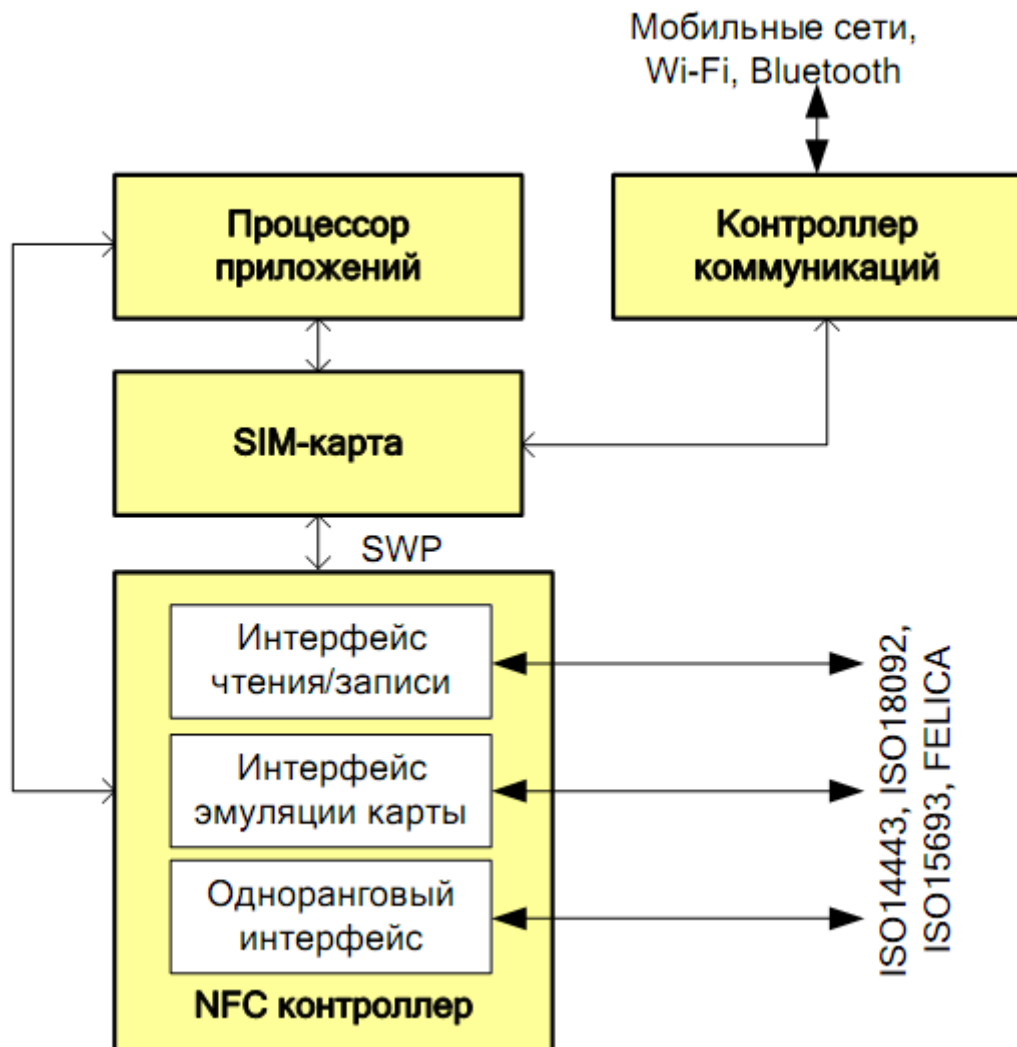 Мобильные сети,
Wi-Fi, Bluetooth
Процессор
приложений
Контроллер
коммуникаций
SIM-карта
SWP
Интерфейс
чтения/записи
Интерфейс
эмуляции карты
Одноранговый
интерфейс
NFC контроллер
ISO14443, ISO18092,
ISO15693, FELICA